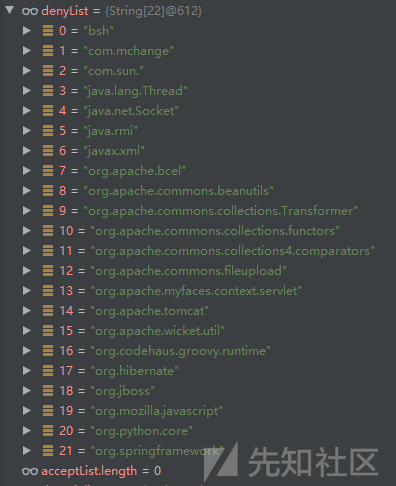 denyList = {String[22]@612}
0 = "bsh"
1 = "com.mchange"
2 = "com.sun."
3 = "java.lang.Thread"
4 = "java.net.Socket"
5 = "java.rmi"
6 = "javax.xml"
7 = "org.apache.bcel"
8 = "org.apache.commons.beanutils"
9 = "org.apache.commons.collections.Transformer"
10 = "org.apache.commons.collections.functors"
11 = "org.apache.commons.collections4.comparators"
12 = "org.apache.commons.fileupload"
13 = "org.apache.myfaces.context.servlet"
14 = "org.apache.tomcat"
15 = "org.apache.wicket.util"
16 = "org.codehaus.groovy.runtime"
17 = "org.hibernate"
18 = "org.jboss"
19 = "org.mozilla.javascript"
20 = "org.python.core"
21 = "org.springframework"
先知社区
acceptList.length = 0